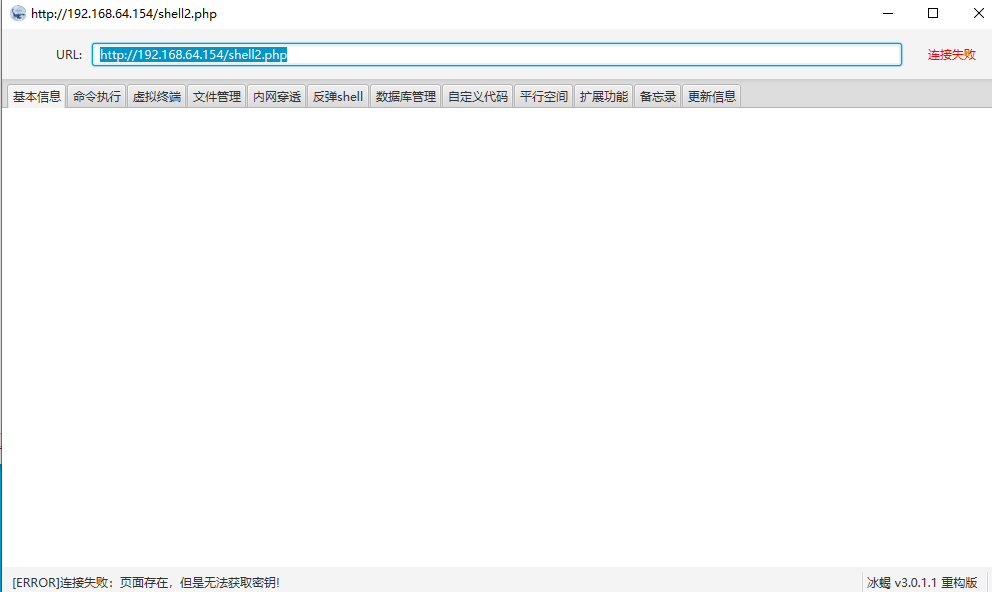 http://192.168.64.154/shell2.php
URL: http://192.168.64.154/shell2.php 连接失败
基本信息 命令执行 虚拟终端 文件管理 内网穿透 反弹shell 数据库管理 自定义代码 平行空间 扩展功能 备忘录 更新信息
[ERROR]连接失败：页面存在，但是无法获取密钥! 冰蝎 v3.0.1.1 重构版